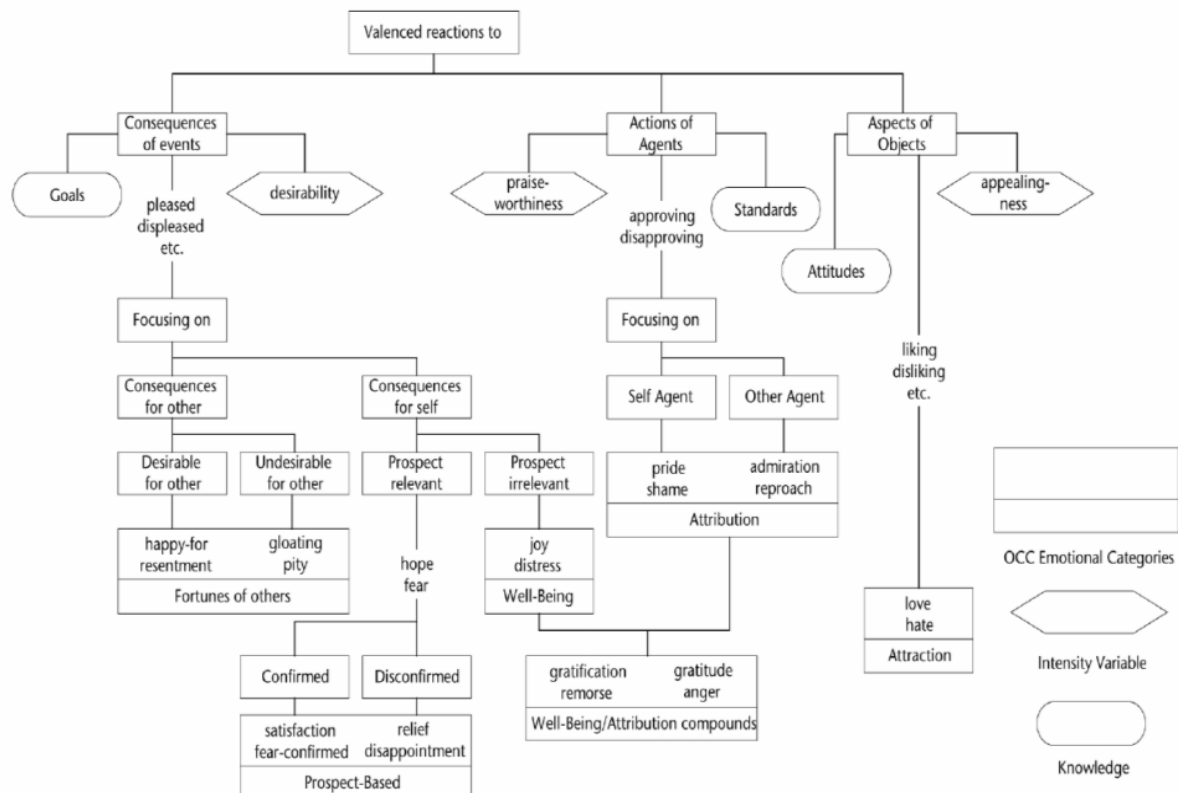 Valenced reactions to
Consequences
of events
Actions of
Agents
Aspects of
Objects
Goals
desirability
praise-
worthiness
Standards
appealing-
ness
pleased
displeased
etc.
approving
disapproving
Attitudes
Focusing on
Focusing on
liking
disliking
etc.
Consequences
for other
Consequences
for self
Self Agent
Other Agent
Desirable
for other
Undesirable
for other
Prospect
relevant
Prospect
irrelevant
pride
shame
admiration
reproach
Attribution
happy-for
resentment
gloating
pity
Fortunes of others
hope
fear
joy
distress
Well-Being
OCC Emotional Categories
love
hate
Attraction
Confirmed
Disconfirmed
gratification
remorse
gratitude
anger
Well-Being/Attribution compounds
Intensity Variable
satisfaction
fear-confirmed
relief
disappointment
Prospect-Based
Knowledge